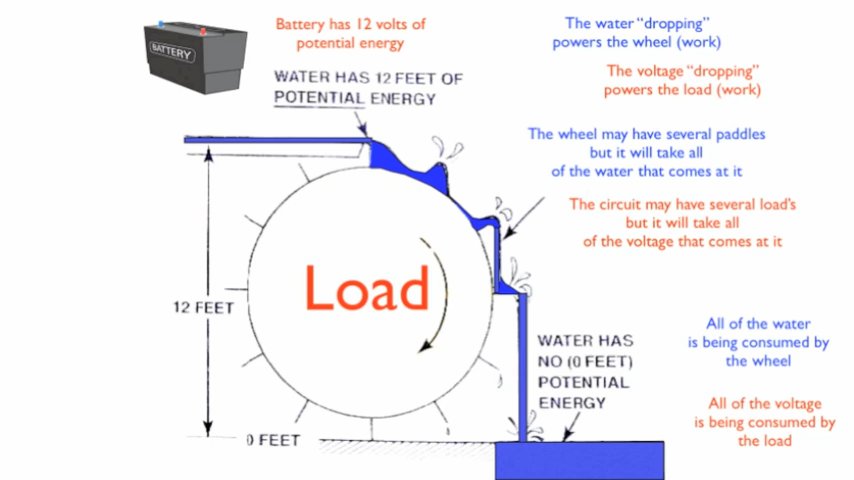 BATTERY
Battery has 12 volts of
potential energy
WATER HAS 12 FEET OF
POTENTIAL ENERGY
The water “dropping”
powers the wheel (work)
The voltage “dropping”
powers the load (work)
The wheel may have several paddles
but it will take all
of the water that comes at it
The circuit may have several load's
but it will take all
of the voltage that comes at it
Load
12 FEET
WATER HAS
NO (0 FEET)
POTENTIAL
ENERGY
All of the water
is being consumed by
the wheel
All of the voltage
is being consumed by
the load
0 FEET